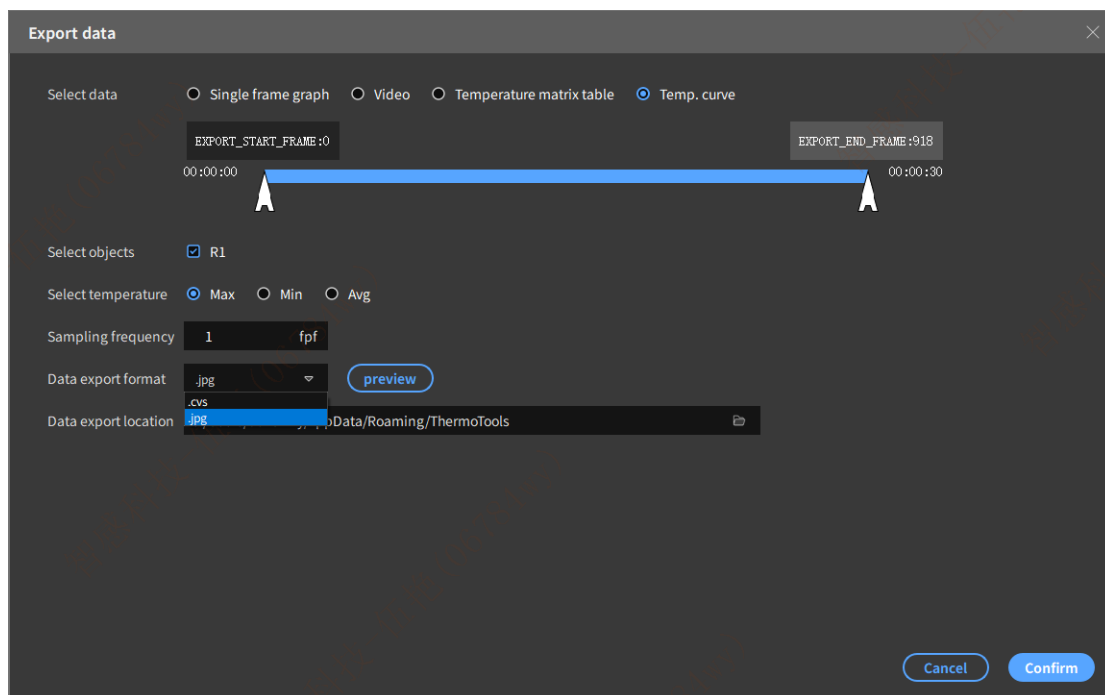 Export data
Select data Single frame graph Video Temperature matrix table Temp. curve
EXPORT_START_FRAME:0 EXPORT_END_FRAME:918
00:00:00 00:00:30
Select objects R1
Select temperature Max Min Avg
Sampling frequency 1 fpf
Data export format .jpg preview
.cvs
.jpg
Data export location Data/Roaming/ThermoTools
Cancel Confirm